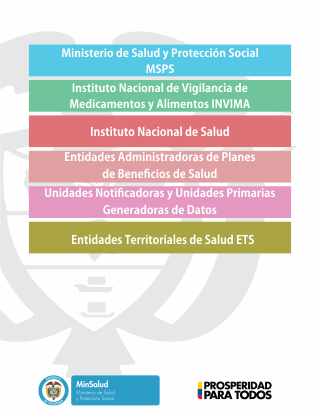 Ministerio de Salud y Protección Social
MSPS
Instituto Nacional de Vigilancia de
Medicamentos y Alimentos INVIMA
Instituto Nacional de Salud
Entidades Administradoras de Planes
de Beneficios de Salud
Unidades Notificadoras y Unidades Primarias
Generadoras de Datos
Entidades Territoriales de Salud ETS
MinSalud
Ministerio de Salud
y Protección Social
PROSPERIDAD
PARA TODOS